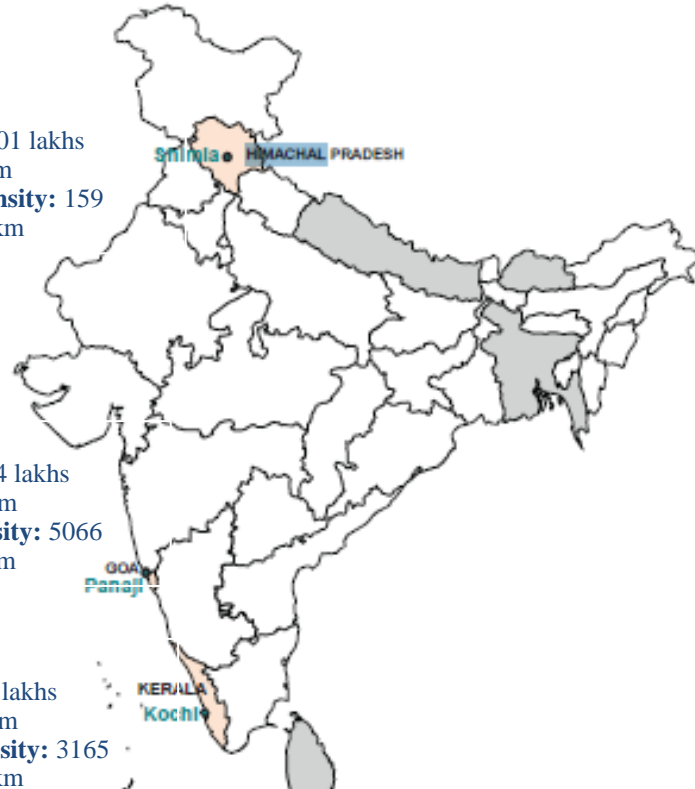 01 lakhs
m
nsity: 159
km
Shimla HIMACHAL PRADESH
4 lakhs
m
sity: 5066
m
GOA
Panaji
lakhs
m
sity: 3165
km
KERALA
Kochi